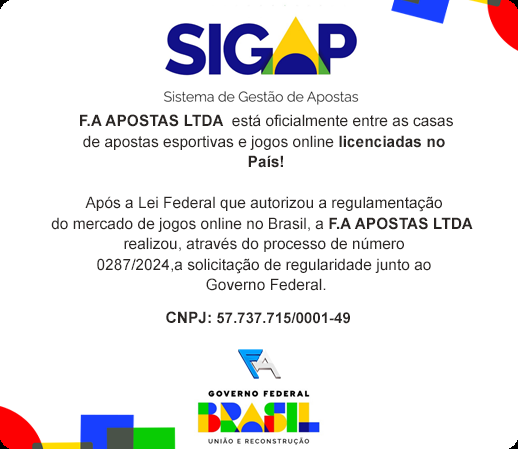 SIGAP
Sistema de Gestão de Apostas
F.A APOSTAS LTDA está oficialmente entre as casas
de apostas esportivas e jogos online licenciadas no
País!
Após a Lei Federal que autorizou a regulamentação
do mercado de jogos online no Brasil, a F.A APOSTAS LTDA
realizou, através do processo de número
0287/2024,a solicitação de regularidade junto ao
Governo Federal.
CNPJ: 57.737.715/0001-49
FA
GOVERNO FEDERAL
BRASIL
UNIÃO E RECONSTRUÇÃO